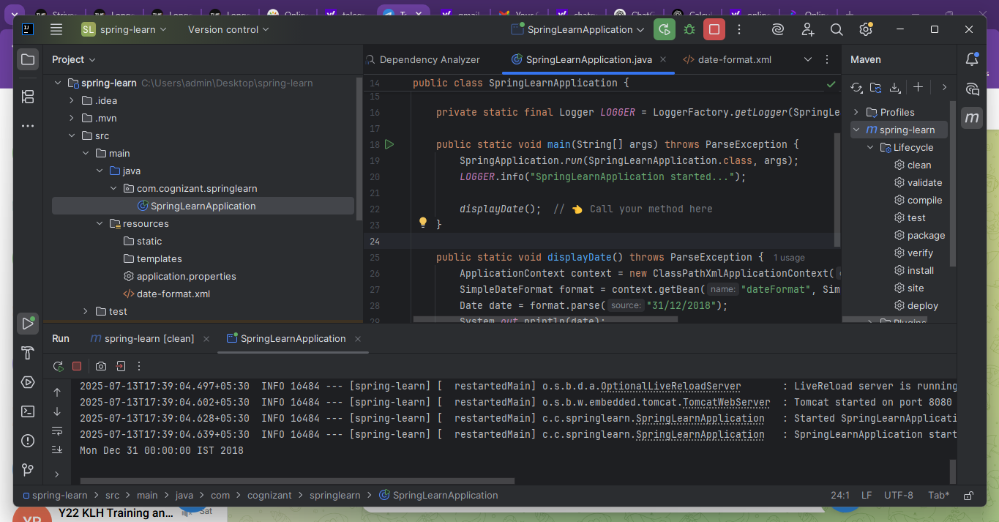 SL spring-learn Version control SpringLearnApplication
Project
spring-learn C:\Users\admin\Desktop\spring-learn
.idea
.mvn
src
main
java
com.cognizant.springlearn
SpringLearnApplication
resources
static
templates
application.properties
date-format.xml
test
Dependency Analyzer SpringLearnApplication.java date-format.xml
14 public class SpringLearnApplication {
15
16 private static final Logger LOGGER = LoggerFactory.getLogger(SpringLe
17
18 public static void main(String[] args) throws ParseException {
19 SpringApplication.run(SpringLearnApplication.class, args);
20 LOGGER.info("SpringLearnApplication started...");
21
22 displayDate(); // 👈 Call your method here
23 }
24
25 public static void displayDate() throws ParseException { 1 usage
26 ApplicationContext context = new ClassPathXmlApplicationContext(
27 SimpleDateFormat format = context.getBean( name: "dateFormat", Sim
28 Date date = format.parse( source: "31/12/2018");
29 System.out.println(date);
Maven
Profiles
m spring-learn
Lifecycle
clean
validate
compile
test
package
verify
install
site
deploy
Plugins
m
Run m spring-learn [clean] SpringLearnApplication
2025-07-13T17:39:04.497+05:30 INFO 16484 --- [spring-learn] [ restartedMain] o.s.b.d.a.OptionalLiveReloadServer : LiveReload server is running
2025-07-13T17:39:04.602+05:30 INFO 16484 --- [spring-learn] [ restartedMain] o.s.b.w.embedded.tomcat.TomcatWebServer : Tomcat started on port 8080
2025-07-13T17:39:04.628+05:30 INFO 16484 --- [spring-learn] [ restartedMain] c.c.springlearn.SpringLearnApplication : Started SpringLearnApplicati
2025-07-13T17:39:04.639+05:30 INFO 16484 --- [spring-learn] [ restartedMain] c.c.springlearn.SpringLearnApplication : SpringLearnApplication start
Mon Dec 31 00:00:00 IST 2018
spring-learn > src > main > java > com > cognizant > springlearn > SpringLearnApplication 24:1 LF UTF-8 Tab*
Y22 KLH Training an... Sat